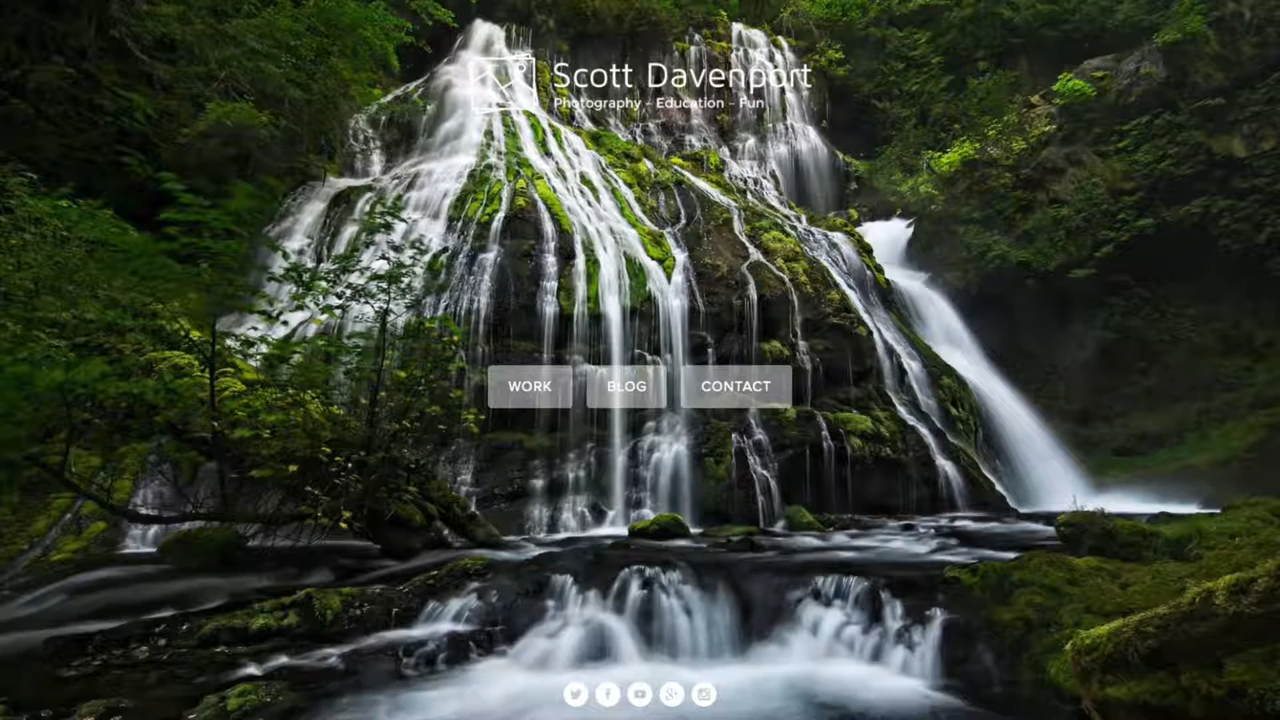 Scott Davenport
Photography - Education - Fun
WORK
BLOG
CONTACT